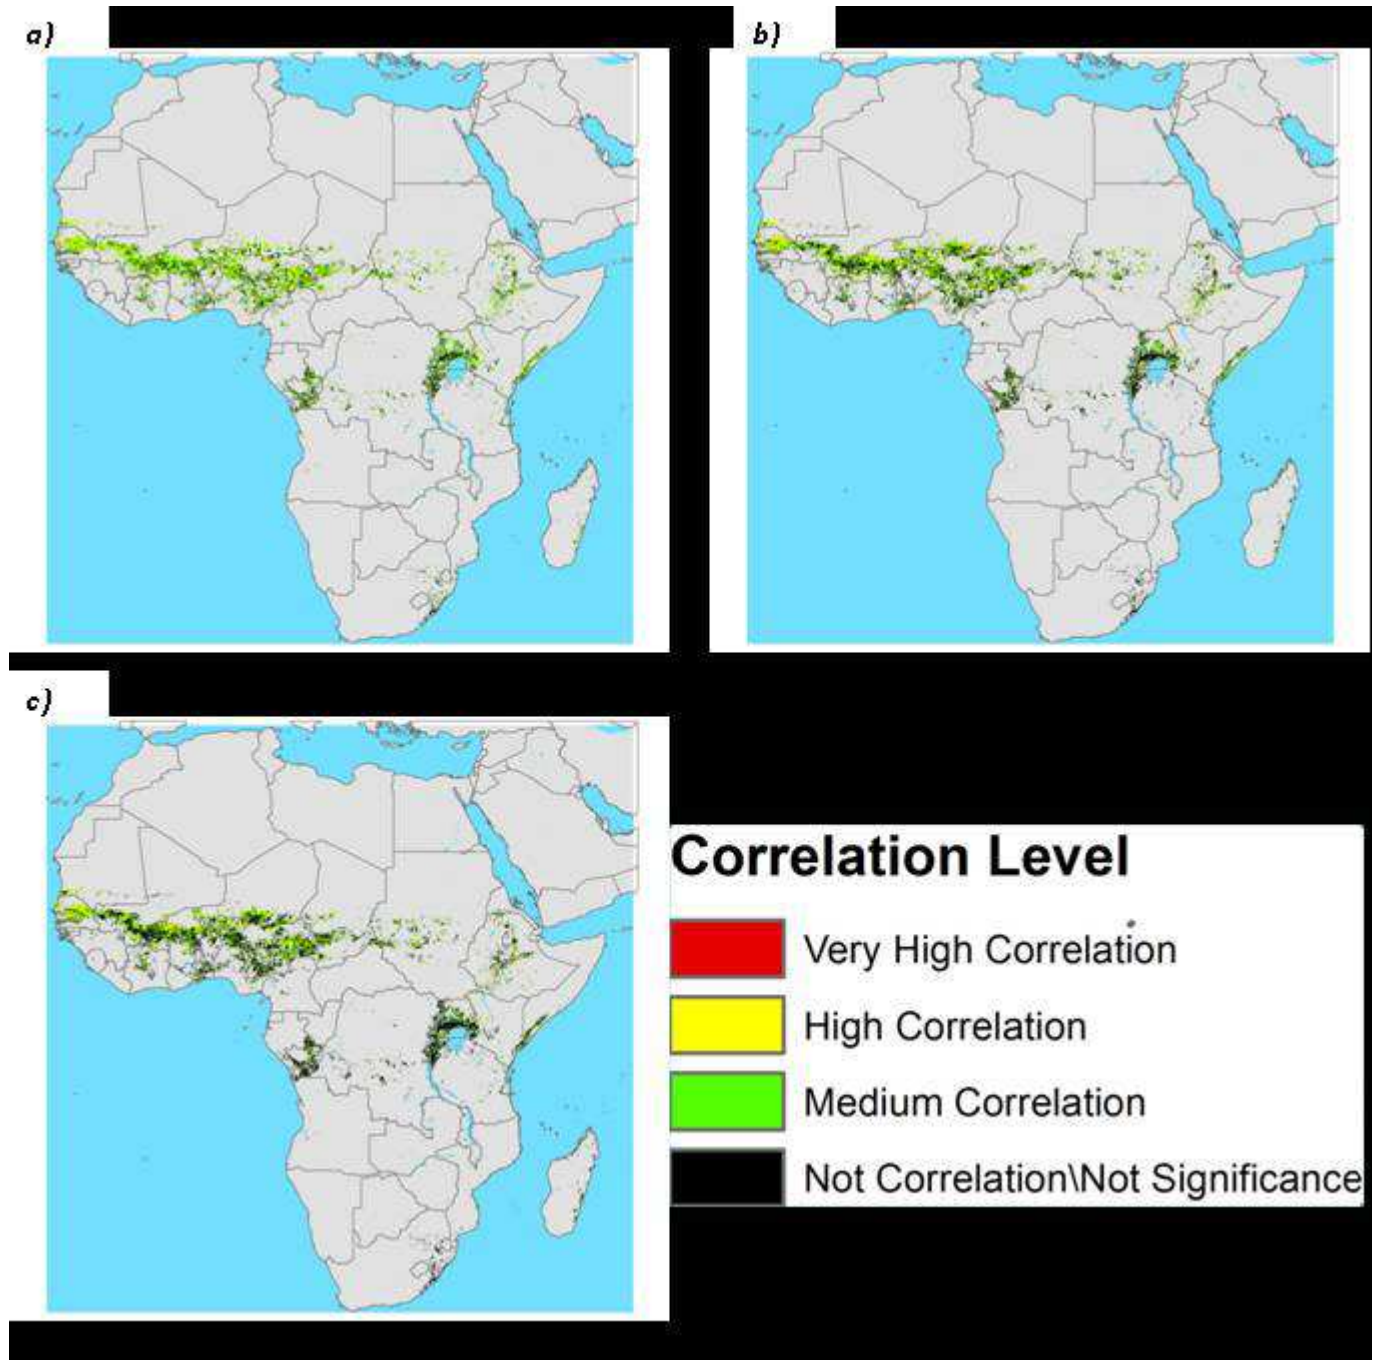 a)
b)
c)
Correlation Level
Very High Correlation
High Correlation
Medium Correlation
Not Correlation\Not Significance